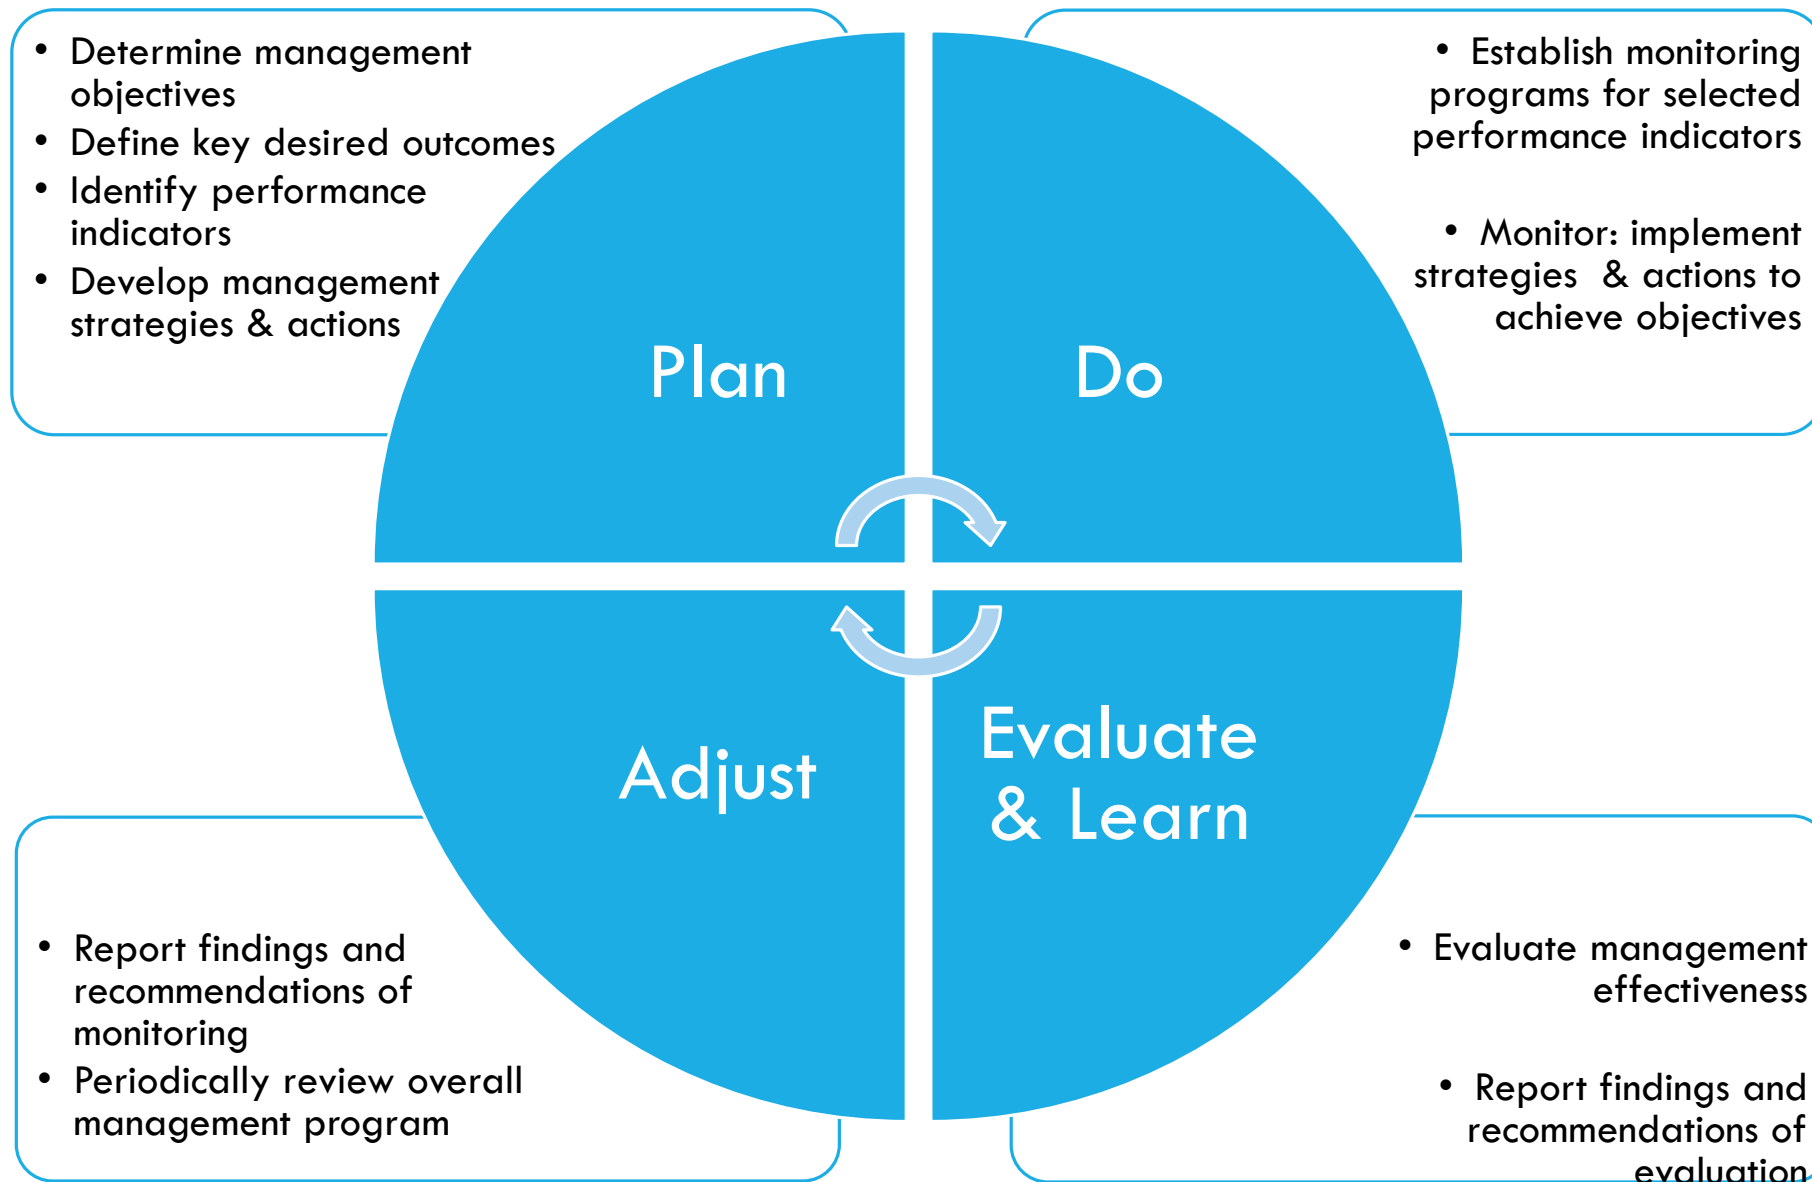 • Determine management
objectives
• Define key desired outcomes
• Identify performance
indicators
• Develop management
strategies & actions
• Establish monitoring
programs for selected
performance indicators
• Monitor: implement
strategies & actions to
achieve objectives
Plan
Do
Adjust
Evaluate
& Learn
• Report findings and
recommendations of
monitoring
• Periodically review overall
management program
• Evaluate management
effectiveness
• Report findings and
recommendations of
evaluation